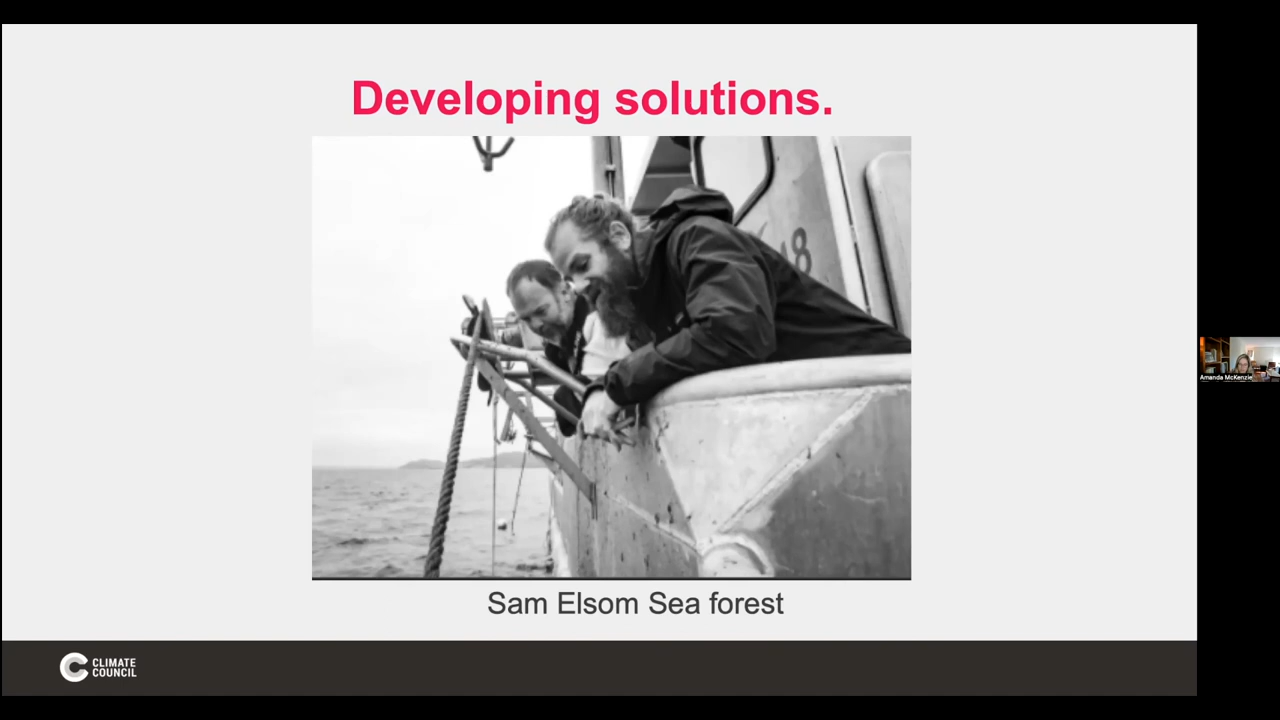 Developing solutions.
Sam Elsom Sea forest
CLIMATE
COUNCIL
Amanda McKenzie